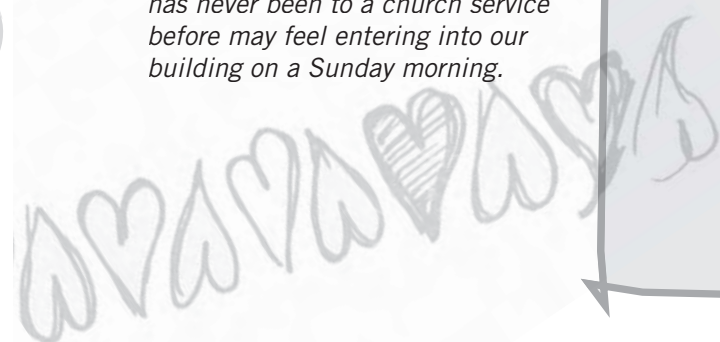 has never been to a church service
before may feel entering into our
building on a Sunday morning.